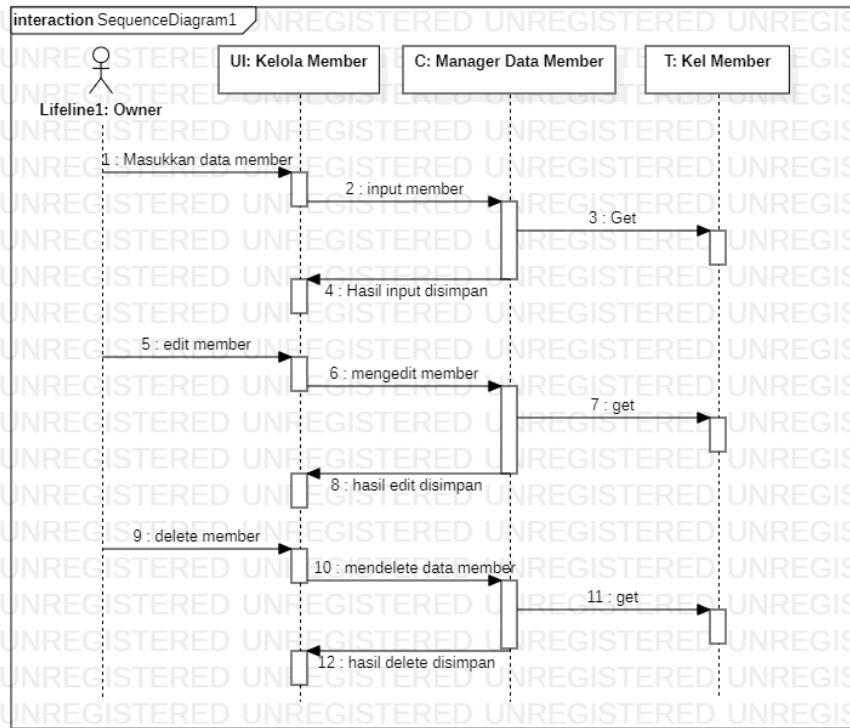 interaction SequenceDiagram1
Lifeline1: Owner
UI: Kelola Member
C: Manager Data Member
T: Kel Member
1 : Masukkan data member
2 : input member
3 : Get
4 : Hasil input disimpan
5 : edit member
6 : mengedit member
7 : get
8 : hasil edit disimpan
9 : delete member
10 : mendelete data member
11 : get
12 : hasil delete disimpan
UNREGISTERED